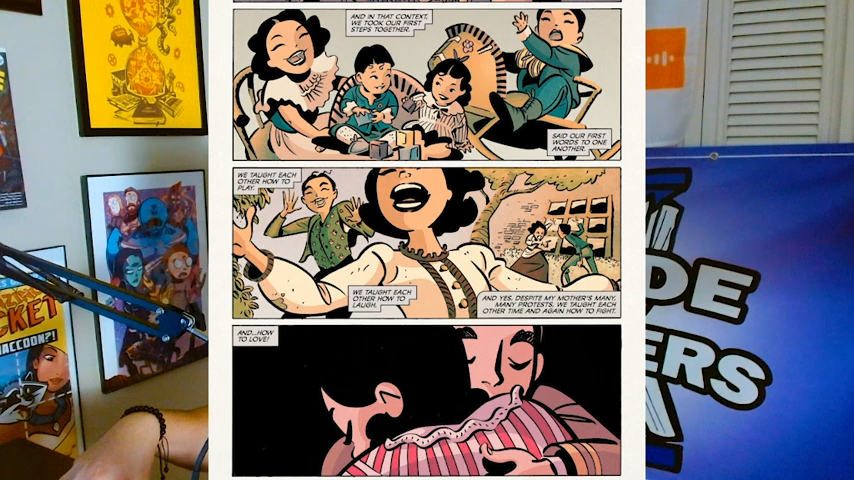 AND IN THAT CONTEXT,
WE TOOK OUR FIRST
STEPS TOGETHER.
SAID OUR FIRST
WORDS TO ONE
ANOTHER.
WE TAUGHT EACH
OTHER HOW TO
PLAY.
WE TAUGHT EACH
OTHER HOW TO
LAUGH.
AND YES, DESPITE MY MOTHER'S MANY,
MANY PROTESTS, WE TAUGHT EACH
OTHER TIME AND AGAIN HOW TO FIGHT.
AND...HOW
TO LOVE!
CKET
RACCOON?!
DE
ERS